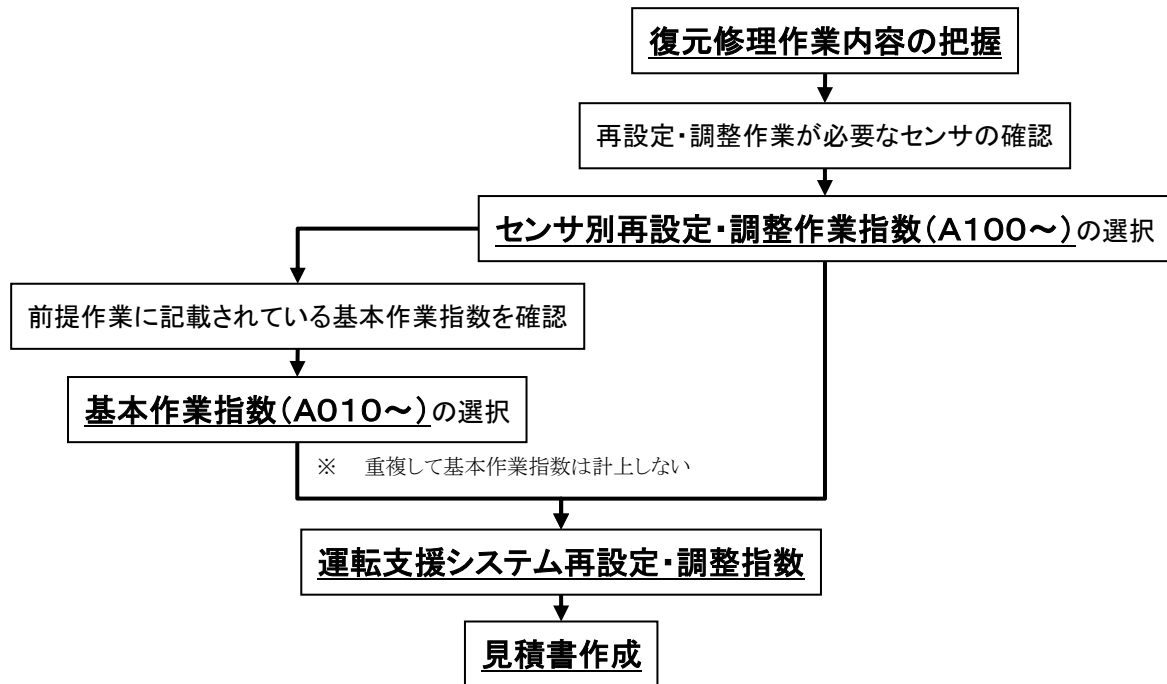 復元修理作業内容の把握
再設定・調整作業が必要なセンサの確認
センサ別再設定・調整作業指数（A100～）の選択
前提作業に記載されている基本作業指数を確認
基本作業指数（A010～）の選択
※　重複して基本作業指数は計上しない
運転支援システム再設定・調整指数
見積書作成